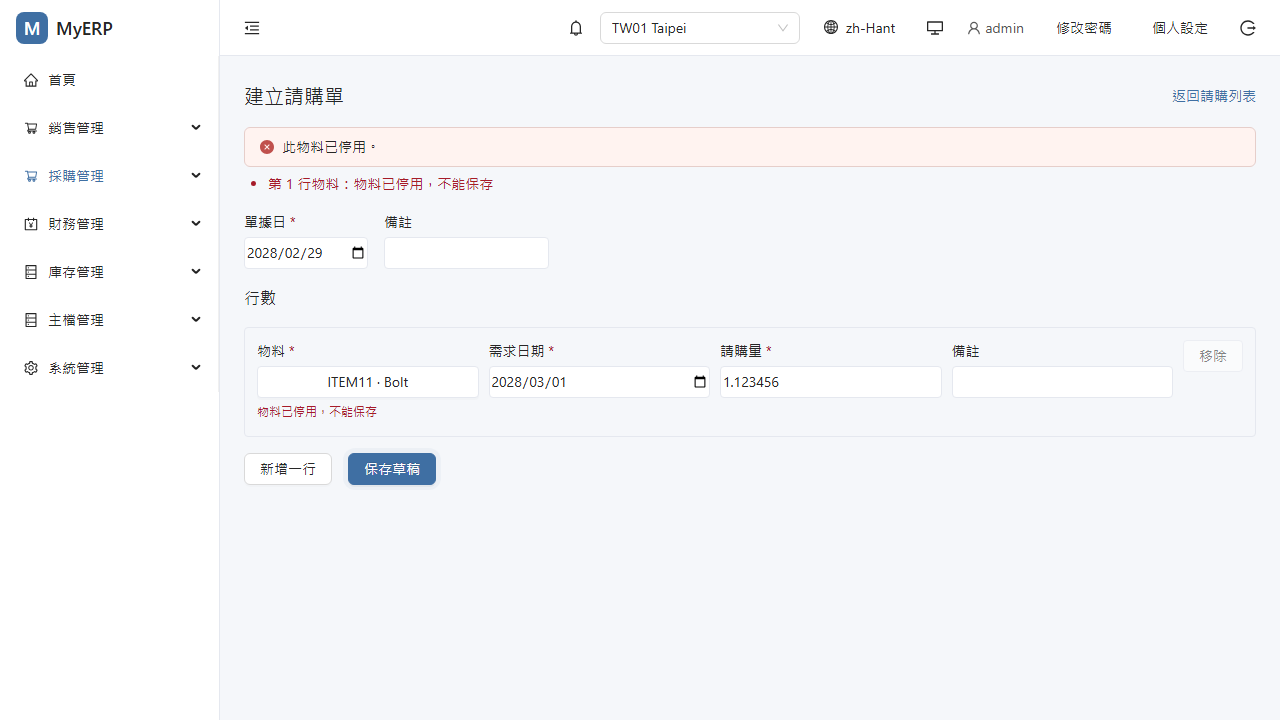 M MyERP
TW01 Taipei
zh-Hant
admin
修改密碼
個人設定
首頁
銷售管理
採購管理
財務管理
庫存管理
主檔管理
系統管理
建立請購單
返回請購列表
此物料已停用。
第 1 行物料：物料已停用，不能保存
單據日 *
備註
2028/02/29
行數
物料 *
需求日期 *
請購量 *
備註
移除
ITEM11 · Bolt
2028/03/01
1.123456
物料已停用，不能保存
新增一行
保存草稿